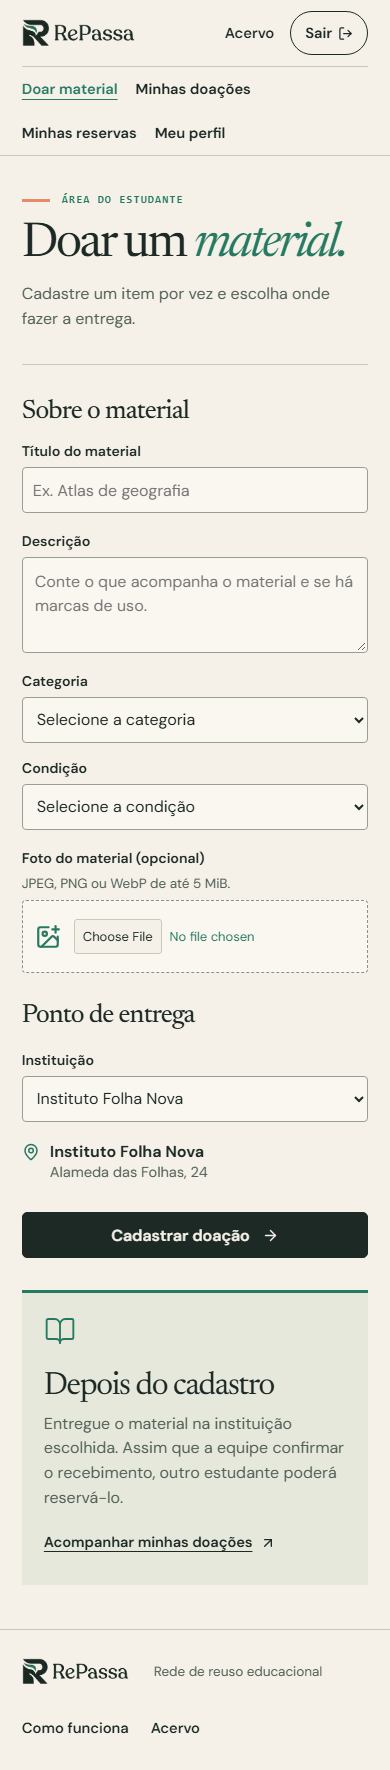 RePassa
Acervo
Sair
Doar material
Minhas doações
Minhas reservas
Meu perfil
ÁREA DO ESTUDANTE
Doar um material.
Cadastre um item por vez e escolha onde
fazer a entrega.
Sobre o material
Título do material
Ex. Atlas de geografia
Descrição
Conte o que acompanha o material e se há
marcas de uso.
Categoria
Selecione a categoria
Condição
Selecione a condição
Foto do material (opcional)
JPEG, PNG ou WebP de até 5 MiB.
Choose File
No file chosen
Ponto de entrega
Instituição
Instituto Folha Nova
Instituto Folha Nova
Alameda das Folhas, 24
Cadastrar doação
Depois do cadastro
Entregue o material na instituição
escolhida. Assim que a equipe confirmar
o recebimento, outro estudante poderá
reservá-lo.
Acompanhar minhas doações
RePassa
Rede de reuso educacional
Como funciona
Acervo